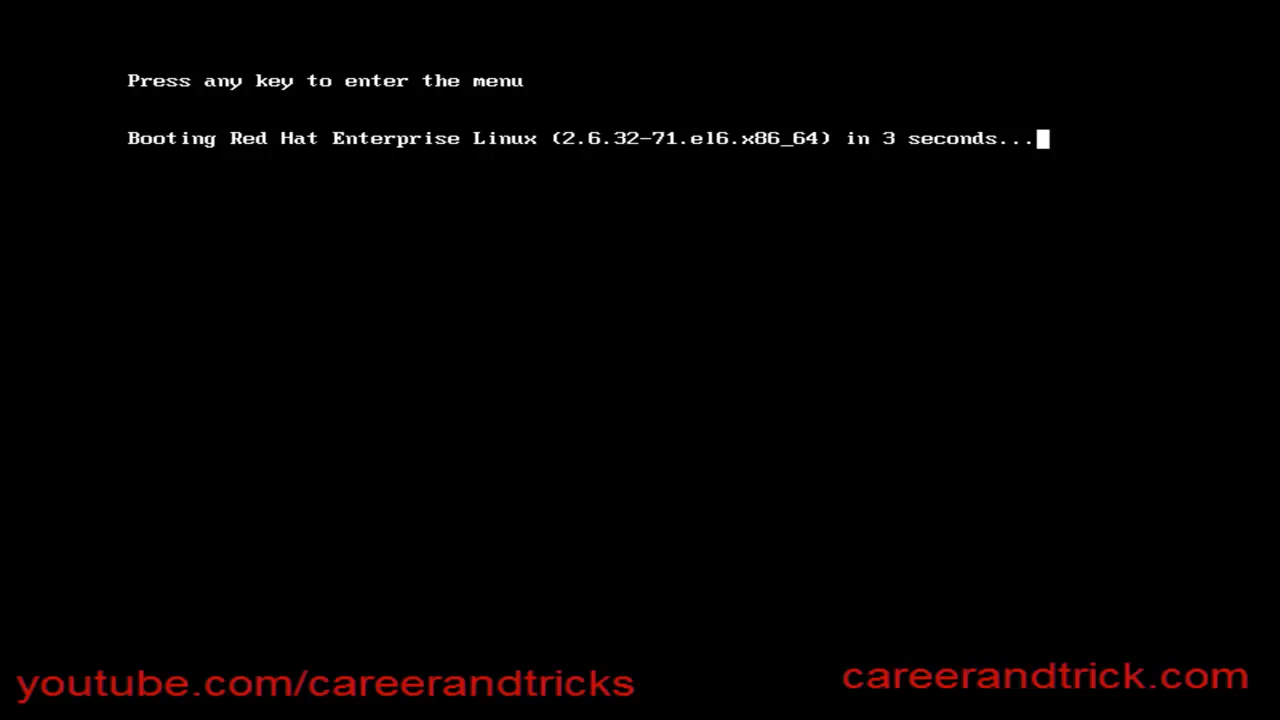 Press any key to enter the menu
Booting Red Hat Enterprise Linux (2.6.32-71.el6.x86_64) in 3 seconds...
youtube.com/careerandtricks
careerandtrick.com